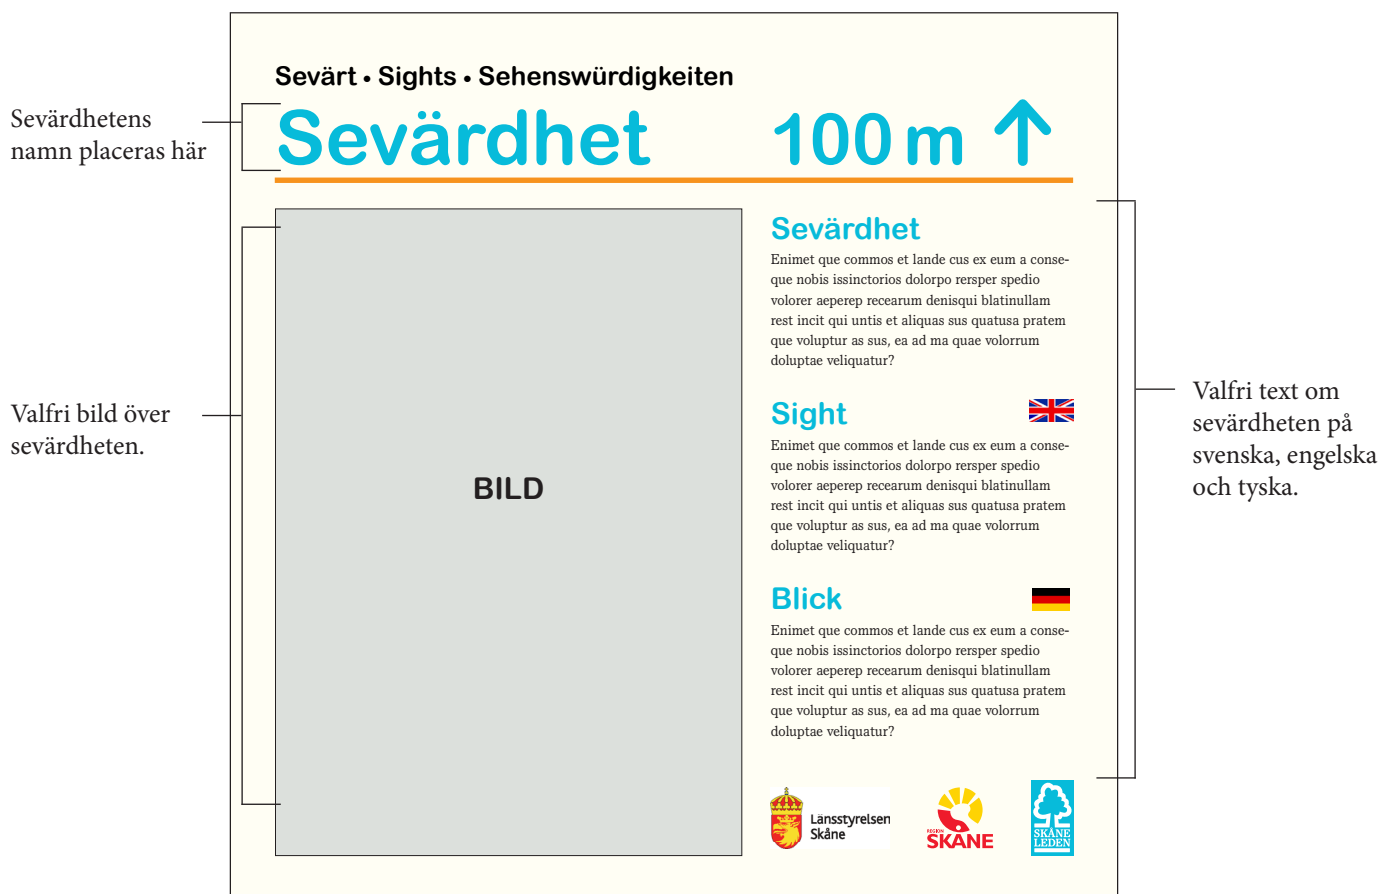 Sevärt • Sights • Sehenswürdigkeiten
Sevärdhetens
namn placeras här
Sevärdhet 100 m ↑
Valfri bild över
sevärdheten.
BILD
Sevärdhet
Enimet que commos et lande cus ex eum a conse-
que nobis issinctorios dolorpo rersper spedio
volorer aeperep recearum denisqui blatinullam
rest incit qui untis et aliquas sus quatusa pratem
que voluptur as sus, ea ad ma quae volorrum
doluptae veliquatur?
Sight
Enimet que commos et lande cus ex eum a conse-
que nobis issinctorios dolorpo rersper spedio
volorer aeperep recearum denisqui blatinullam
rest incit qui untis et aliquas sus quatusa pratem
que voluptur as sus, ea ad ma quae volorrum
doluptae veliquatur?
Blick
Enimet que commos et lande cus ex eum a conse-
que nobis issinctorios dolorpo rersper spedio
volorer aeperep recearum denisqui blatinullam
rest incit qui untis et aliquas sus quatusa pratem
que voluptur as sus, ea ad ma quae volorrum
doluptae veliquatur?
Valfri text om
sevärdheten på
svenska, engelska
och tyska.
Länsstyrelsen
Skåne
REGION
SKÅNE
SKÅNE
LEDEN